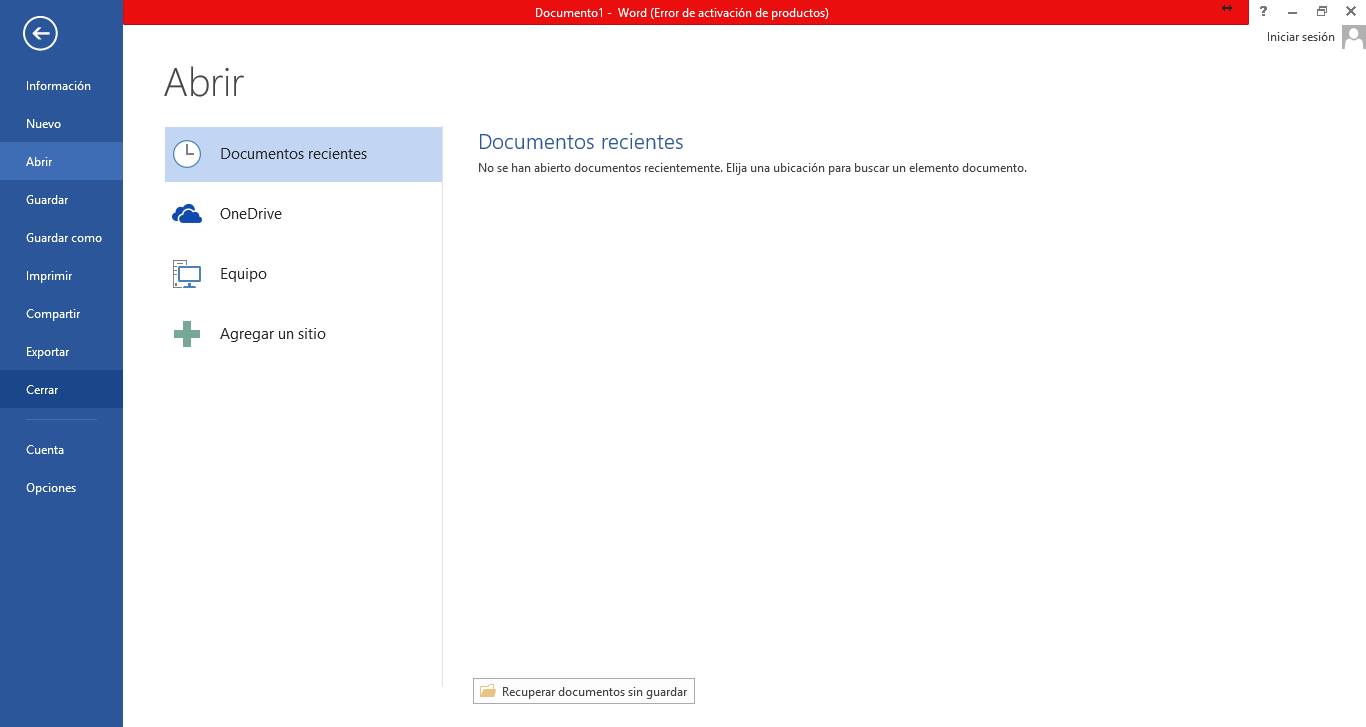 Documento1 -  Word (Error de activación de productos)
?
Iniciar sesión
Información
Nuevo
Abrir
Guardar
Guardar como
Imprimir
Compartir
Exportar
Cerrar
Cuenta
Opciones
Abrir
Documentos recientes
OneDrive
Equipo
Agregar un sitio
Documentos recientes
No se han abierto documentos recientemente. Elija una ubicación para buscar un elemento documento.
Recuperar documentos sin guardar